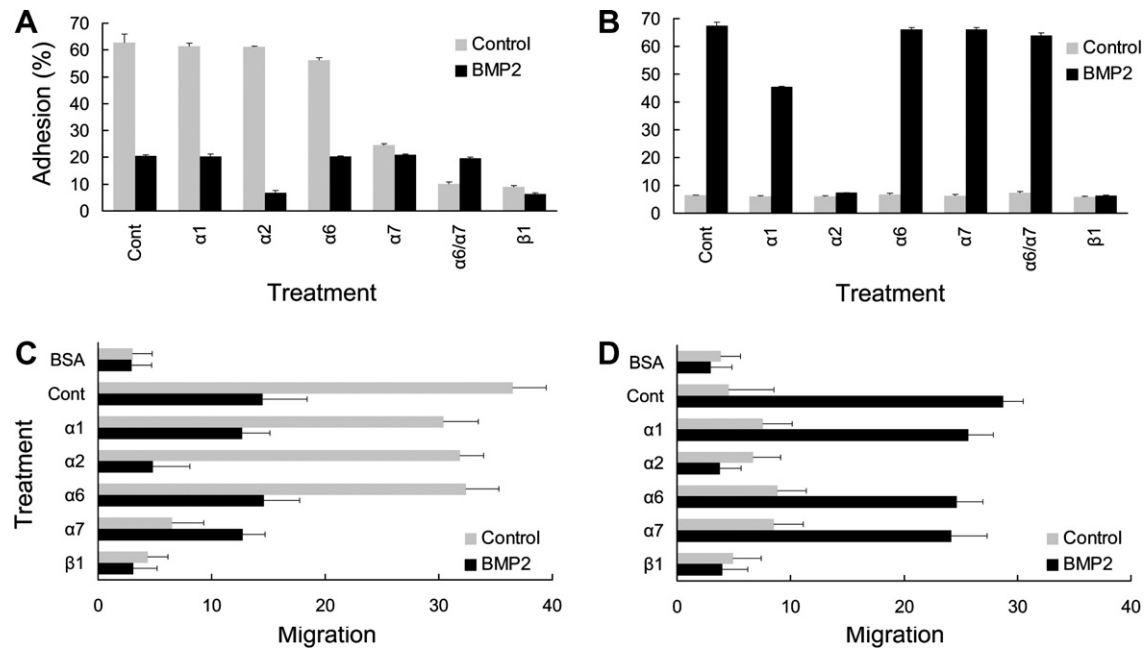 A
Adhesion (%)
70
60
50
40
30
20
10
0
Control
BMP2
Cont
α1
α2
α6
α7
α6/α7
β1
Treatment
B
70
60
50
40
30
20
10
0
Control
BMP2
Cont
α1
α2
α6
α7
α6/α7
β1
Treatment
C
Treatment
BSA
Cont
α1
α2
α6
α7
β1
Control
BMP2
0 10 20 30 40
Migration
D
BSA
Cont
α1
α2
α6
α7
β1
Control
BMP2
0 10 20 30 40
Migration